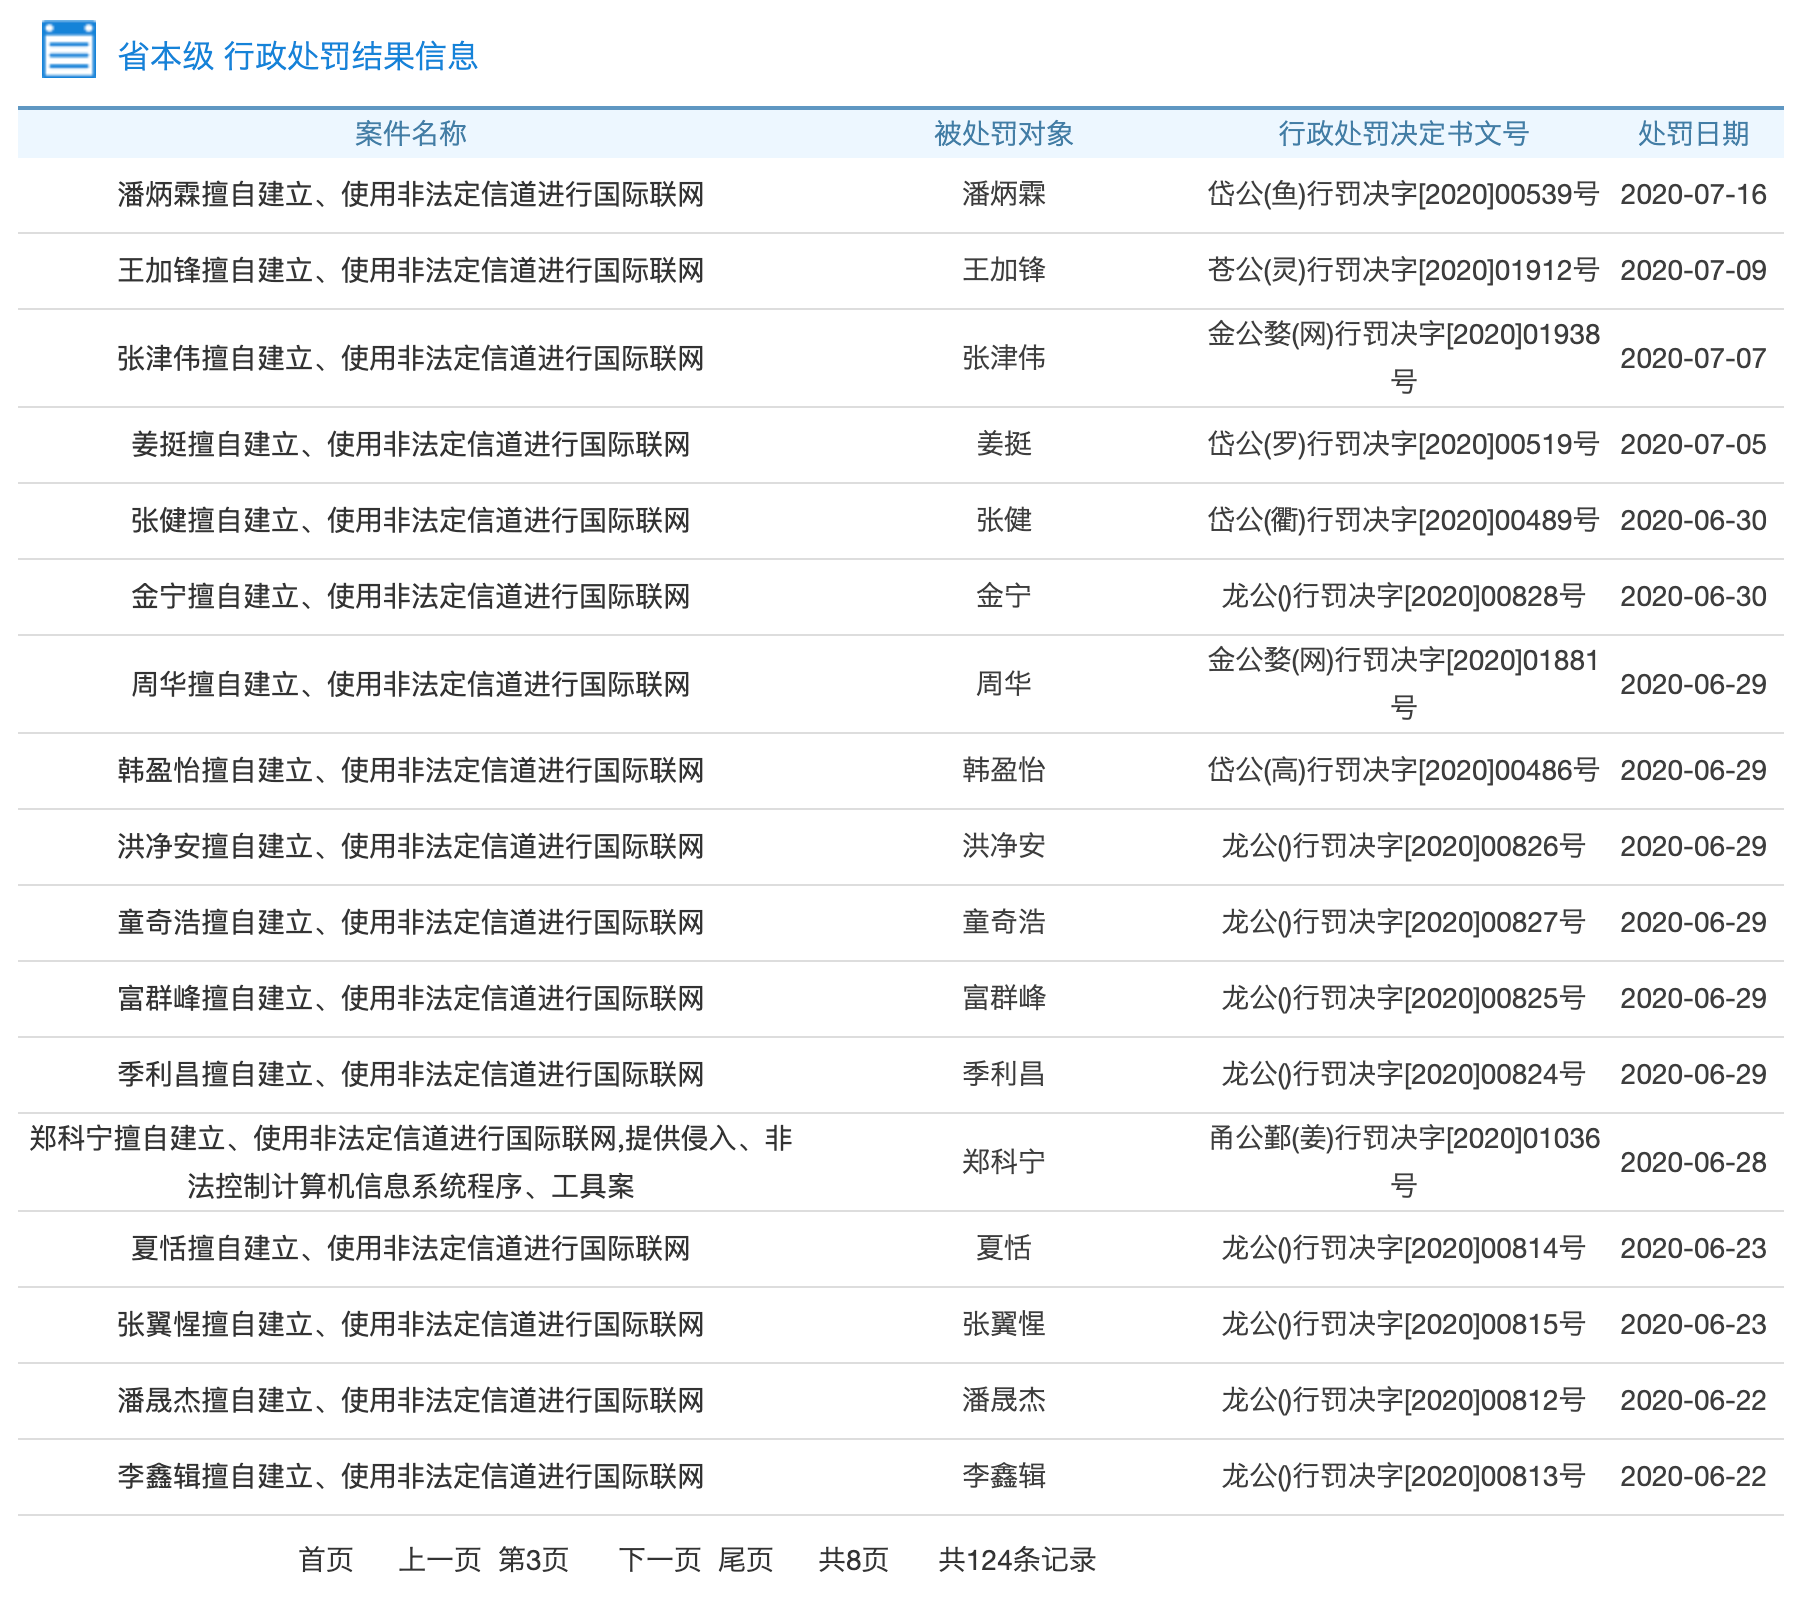 省本级 行政处罚结果信息
案件名称 被处罚对象 行政处罚决定书文号 处罚日期
潘炳霖擅自建立、使用非法定信道进行国际联网 潘炳霖 岱公(鱼)行罚决字[2020]00539号 2020-07-16
王加锋擅自建立、使用非法定信道进行国际联网 王加锋 苍公(灵)行罚决字[2020]01912号 2020-07-09
张津伟擅自建立、使用非法定信道进行国际联网 张津伟 金公婺(网)行罚决字[2020]01938
号 2020-07-07
姜挺擅自建立、使用非法定信道进行国际联网 姜挺 岱公(罗)行罚决字[2020]00519号 2020-07-05
张健擅自建立、使用非法定信道进行国际联网 张健 岱公(衢)行罚决字[2020]00489号 2020-06-30
金宁擅自建立、使用非法定信道进行国际联网 金宁 龙公()行罚决字[2020]00828号 2020-06-30
周华擅自建立、使用非法定信道进行国际联网 周华 金公婺(网)行罚决字[2020]01881
号 2020-06-29
韩盈怡擅自建立、使用非法定信道进行国际联网 韩盈怡 岱公(高)行罚决字[2020]00486号 2020-06-29
洪净安擅自建立、使用非法定信道进行国际联网 洪净安 龙公()行罚决字[2020]00826号 2020-06-29
童奇浩擅自建立、使用非法定信道进行国际联网 童奇浩 龙公()行罚决字[2020]00827号 2020-06-29
富群峰擅自建立、使用非法定信道进行国际联网 富群峰 龙公()行罚决字[2020]00825号 2020-06-29
季利昌擅自建立、使用非法定信道进行国际联网 季利昌 龙公()行罚决字[2020]00824号 2020-06-29
郑科宁擅自建立、使用非法定信道进行国际联网,提供侵入、非
法控制计算机信息系统程序、工具案 郑科宁 甬公鄞(姜)行罚决字[2020]01036
号 2020-06-28
夏恬擅自建立、使用非法定信道进行国际联网 夏恬 龙公()行罚决字[2020]00814号 2020-06-23
张翼惺擅自建立、使用非法定信道进行国际联网 张翼惺 龙公()行罚决字[2020]00815号 2020-06-23
潘晟杰擅自建立、使用非法定信道进行国际联网 潘晟杰 龙公()行罚决字[2020]00812号 2020-06-22
李鑫辑擅自建立、使用非法定信道进行国际联网 李鑫辑 龙公()行罚决字[2020]00813号 2020-06-22
首页 上一页 第3页 下一页 尾页 共8页 共124条记录